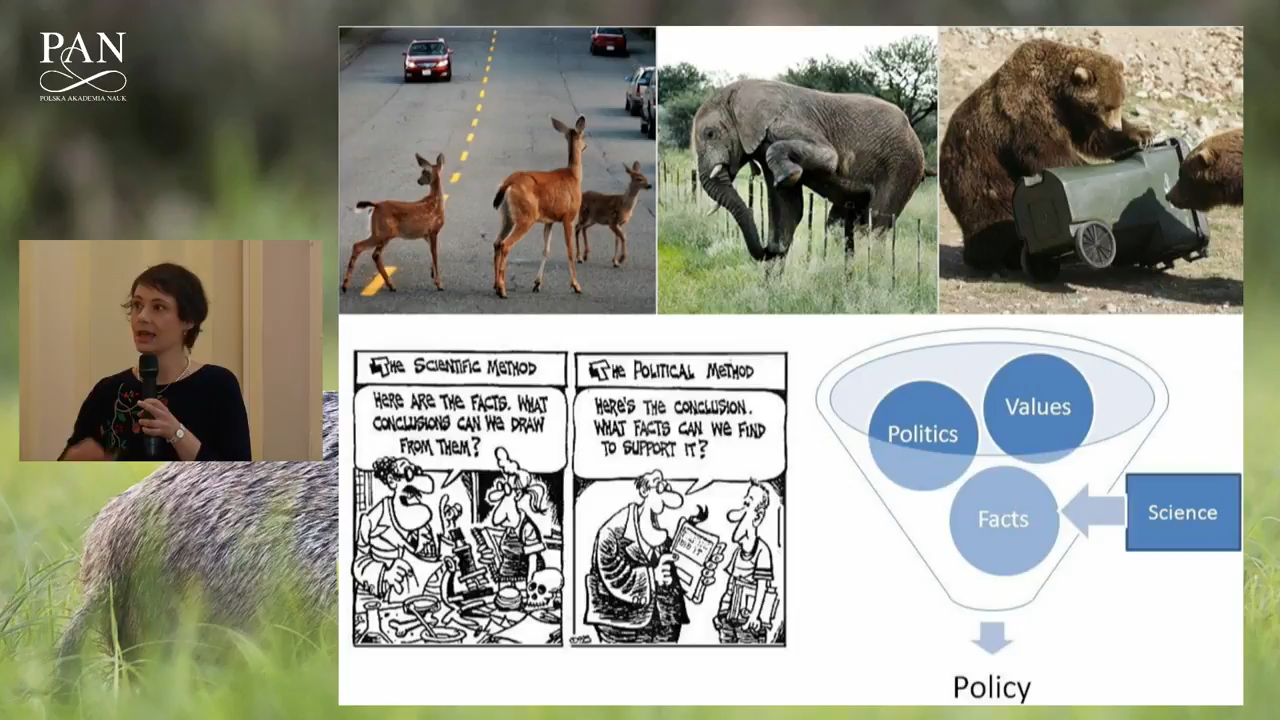 PAN
POLSKA AKADEMIA NAUK
THE SCIENTIFIC METHOD
HERE ARE THE FACTS. WHAT
CONCLUSIONS CAN WE DRAW
FROM THEM?
THE POLITICAL METHOD
HERE'S THE CONCLUSION.
WHAT FACTS CAN WE FIND
TO SUPPORT IT?
Politics
Values
Facts
Science
Policy